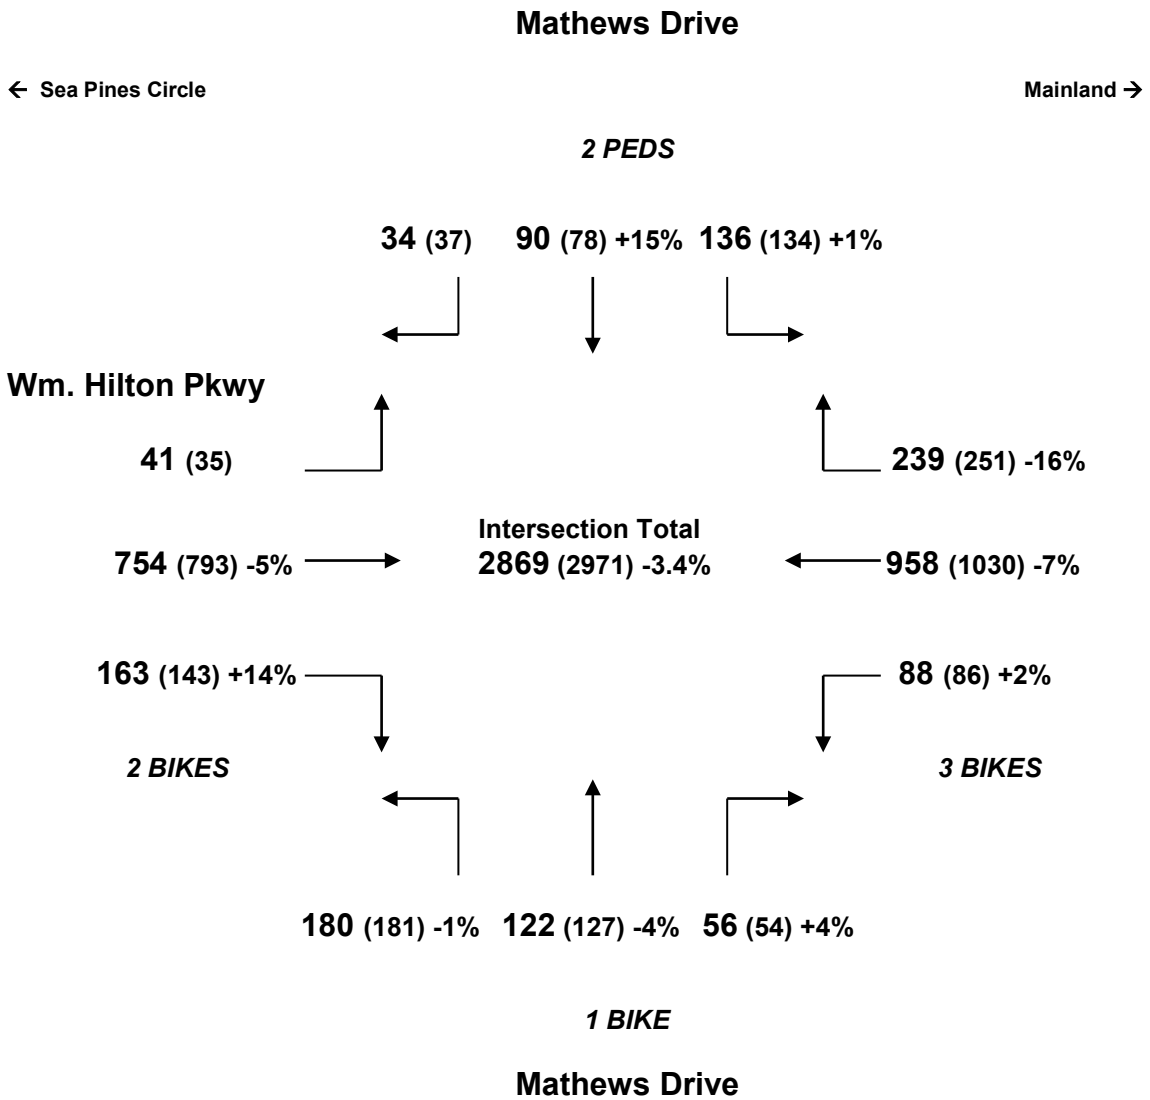 Mathews Drive
← Sea Pines Circle
Mainland →
2 PEDS
34 (37) 90 (78) +15% 136 (134) +1%
Wm. Hilton Pkwy
41 (35)
239 (251) -16%
Intersection Total
754 (793) -5%
2869 (2971) -3.4%
958 (1030) -7%
163 (143) +14%
88 (86) +2%
2 BIKES
3 BIKES
180 (181) -1% 122 (127) -4% 56 (54) +4%
1 BIKE
Mathews Drive